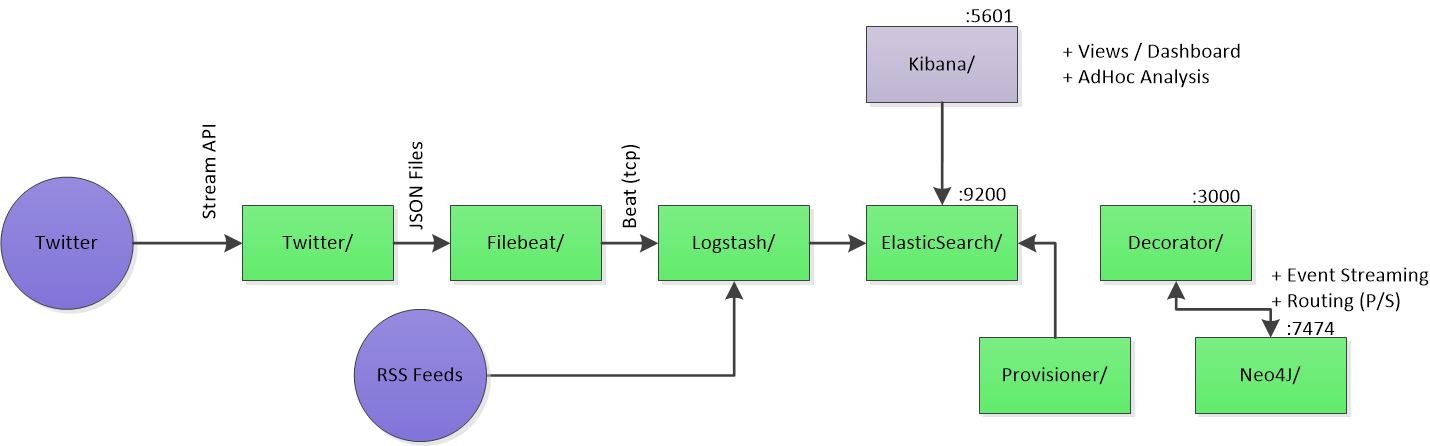 :5601
Kibana/
+ Views / Dashboard
+ AdHoc Analysis
Stream API
JSON Files
Beat (tcp)
:9200
:3000
Twitter
Twitter/
Filebeat/
Logstash/
ElasticSearch/
Decorator/
+ Event Streaming
+ Routing (P/S)
:7474
RSS Feeds
Provisioner/
Neo4J/